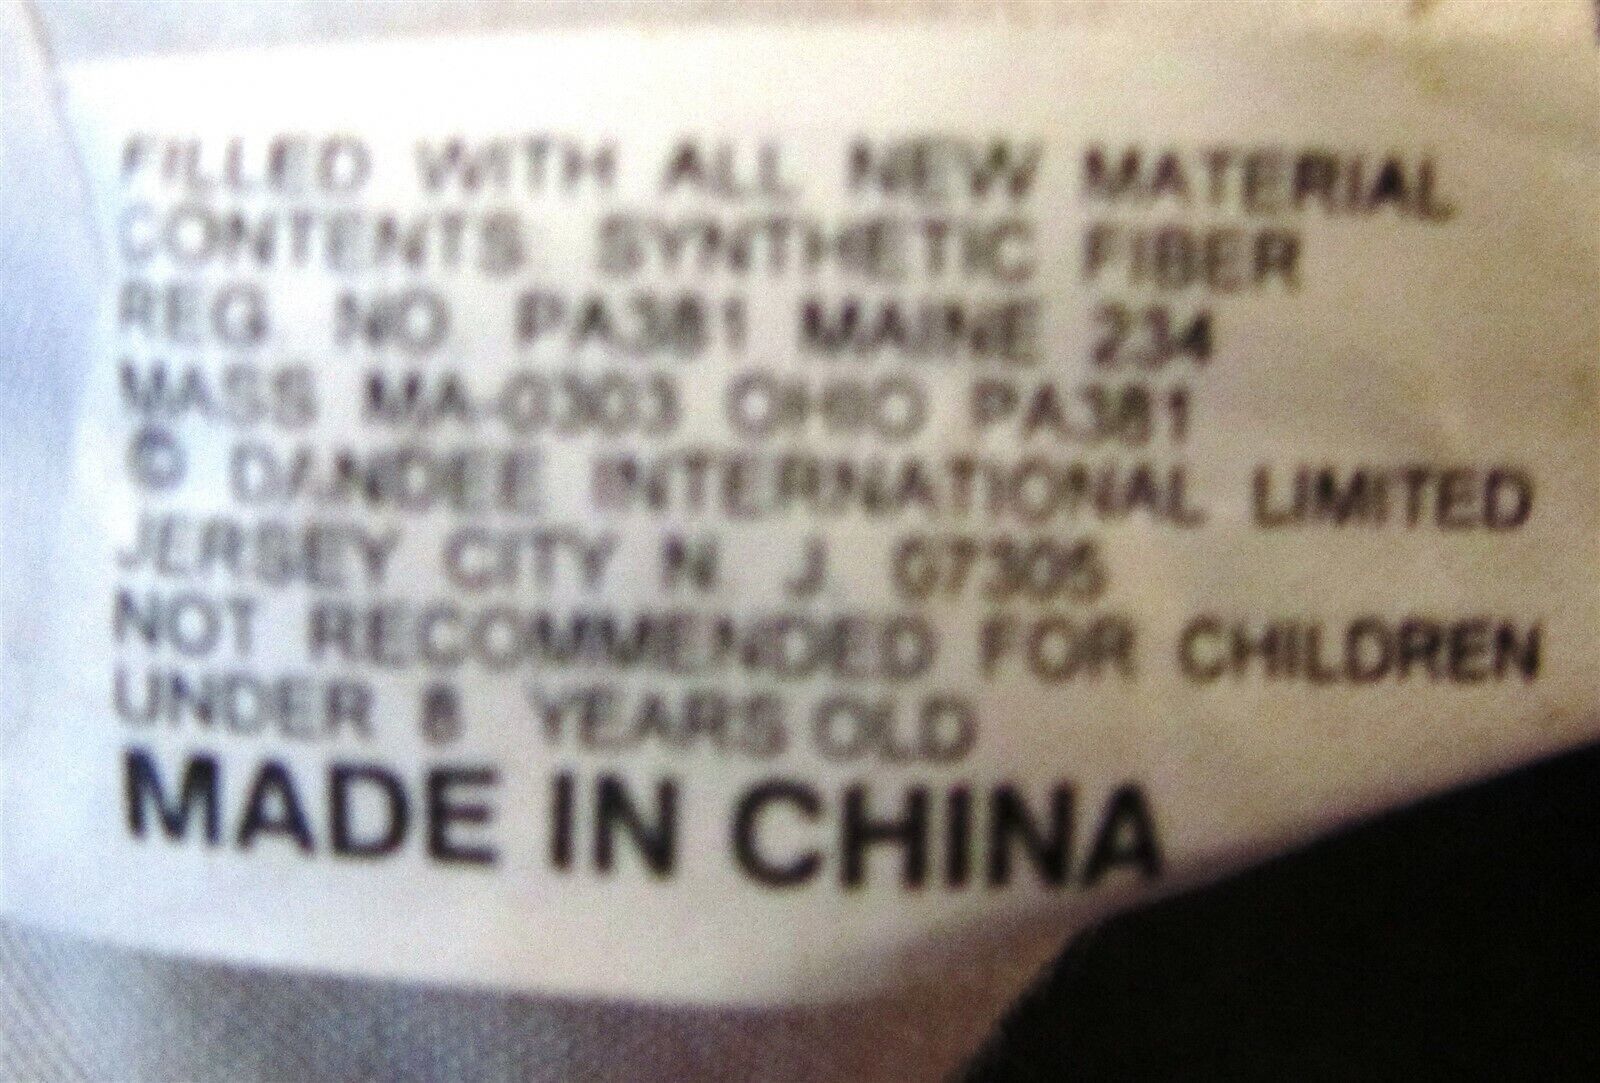 FILLED WITH ALL NEW MATERIAL
CONTENTS SYNTHETIC FIBER
REG. NO. PA381 MAINE 234
MASS MA-0303 OHIO PA381
© DANDEE INTERNATIONAL LIMITED
JERSEY CITY N. J. 07305
NOT RECOMMENDED FOR CHILDREN
UNDER 8 YEARS OLD
MADE IN CHINA